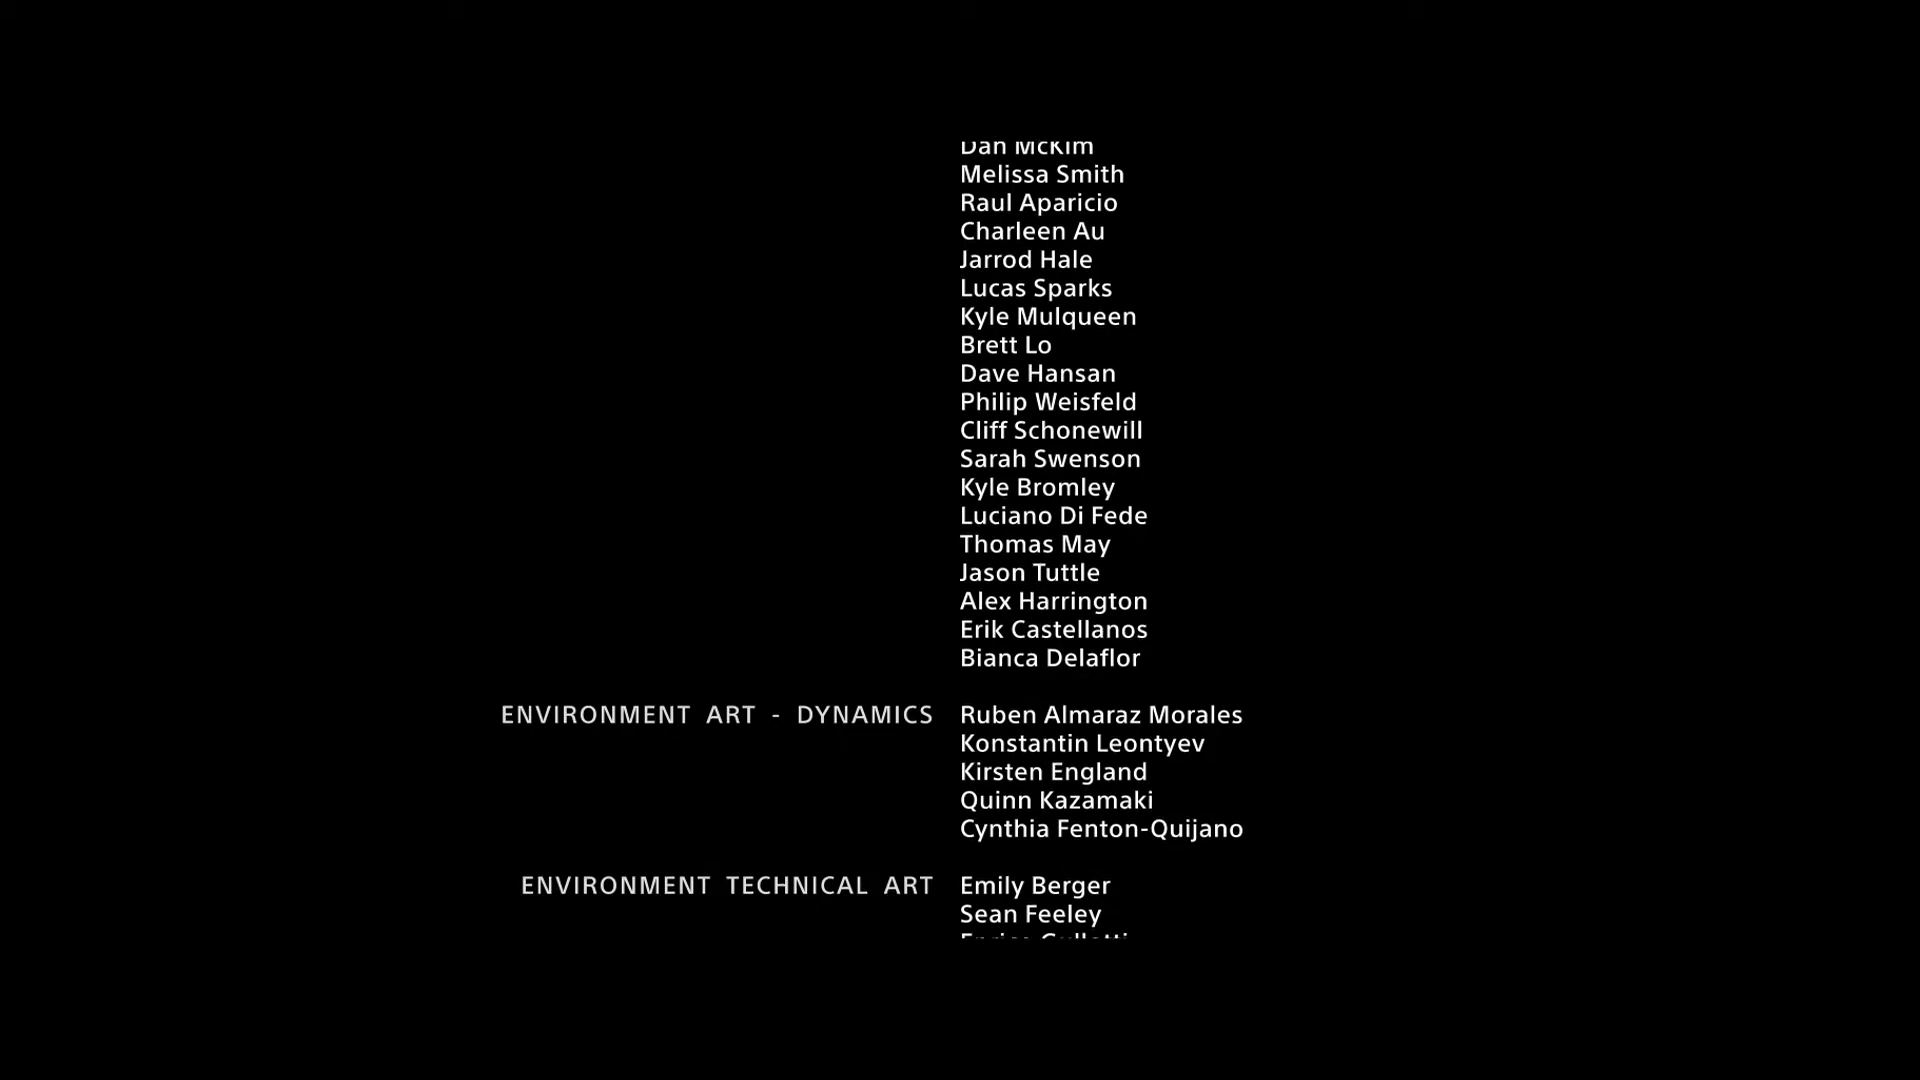 Dan McKim
Melissa Smith
Raul Aparicio
Charleen Au
Jarrod Hale
Lucas Sparks
Kyle Mulqueen
Brett Lo
Dave Hansan
Philip Weisfeld
Cliff Schonewill
Sarah Swenson
Kyle Bromley
Luciano Di Fede
Thomas May
Jason Tuttle
Alex Harrington
Erik Castellanos
Bianca Delaflor
ENVIRONMENT ART - DYNAMICS Ruben Almaraz Morales
Konstantin Leontyev
Kirsten England
Quinn Kazamaki
Cynthia Fenton-Quijano
ENVIRONMENT TECHNICAL ART Emily Berger
Sean Feeley